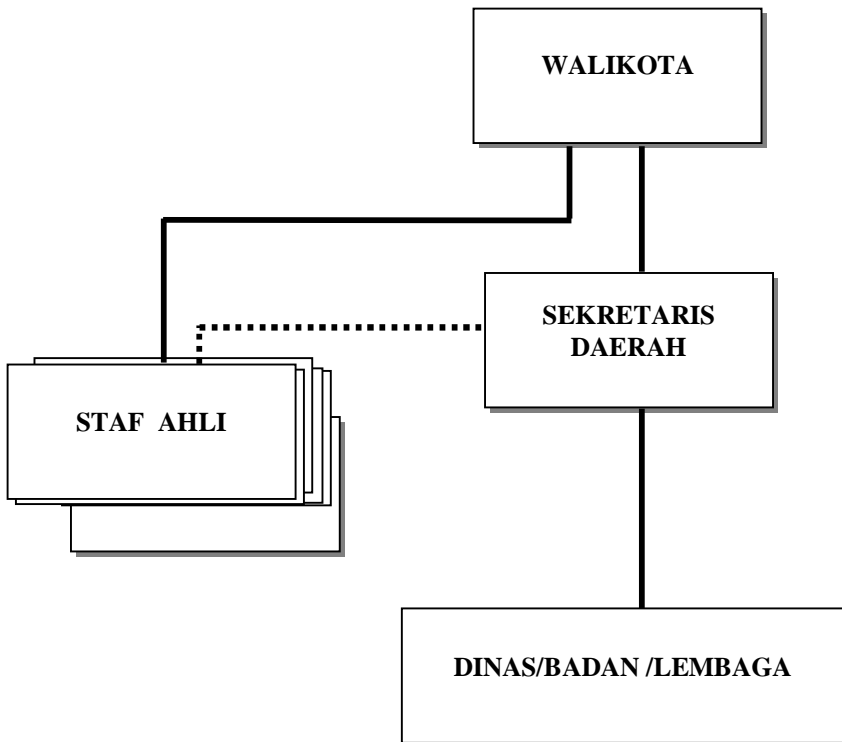 WALIKOTA
SEKRETARIS
DAERAH
STAF AHLI
DINAS/BADAN /LEMBAGA